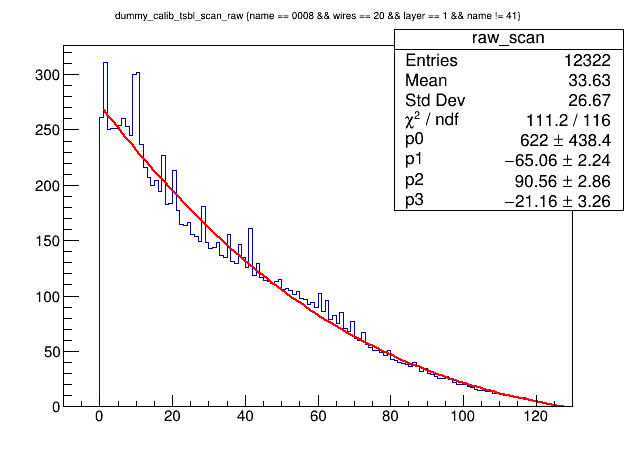 dummy_calib_tsbl_scan_raw {name == 0008 && wires == 20 && layer == 1 && name != 41}
raw_scan
Entries 12322
Mean 33.63
Std Dev 26.67
χ² / ndf 111.2 / 116
p0 622 ± 438.4
p1 −65.06 ± 2.24
p2 90.56 ± 2.86
p3 −21.16 ± 3.26
300
250
200
150
100
50
0
0 20 40 60 80 100 120